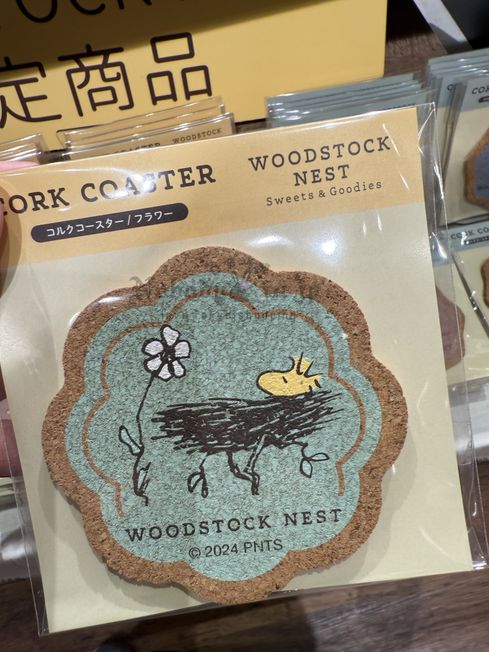 定商品
WOODSTOCK
CORK COASTER
コルクコースター/フラワー
WOODSTOCK
NEST
Sweets & Goodies
WOODSTOCK NEST
© 2024 PNTS